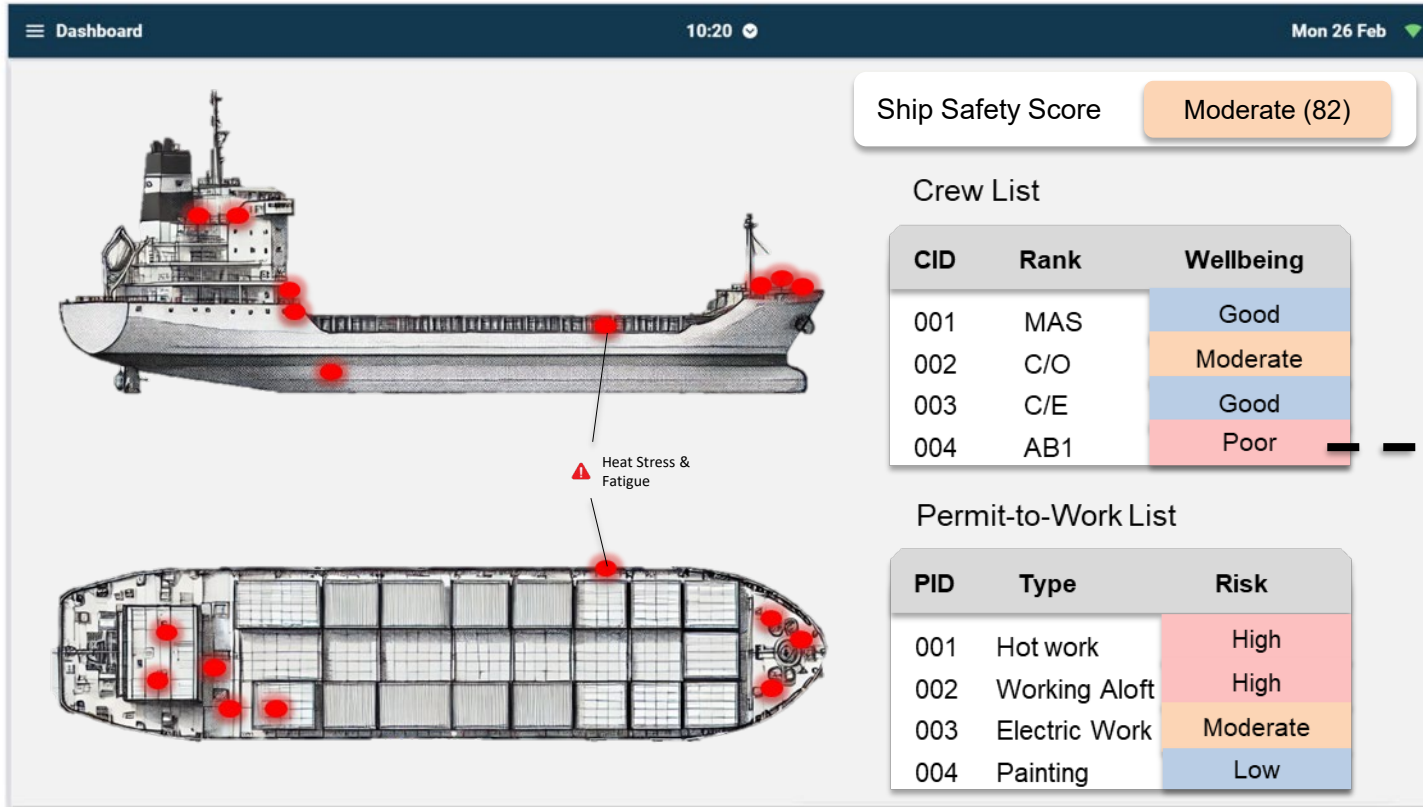 Dashboard
10:20
Mon 26 Feb
Ship Safety Score
Moderate (82)
Crew List
CID Rank Wellbeing
001 MAS Good
002 C/O Moderate
003 C/E Good
004 AB1 Poor
Heat Stress &
Fatigue
Permit-to-Work List
PID Type Risk
001 Hot work High
002 Working Aloft High
003 Electric Work Moderate
004 Painting Low